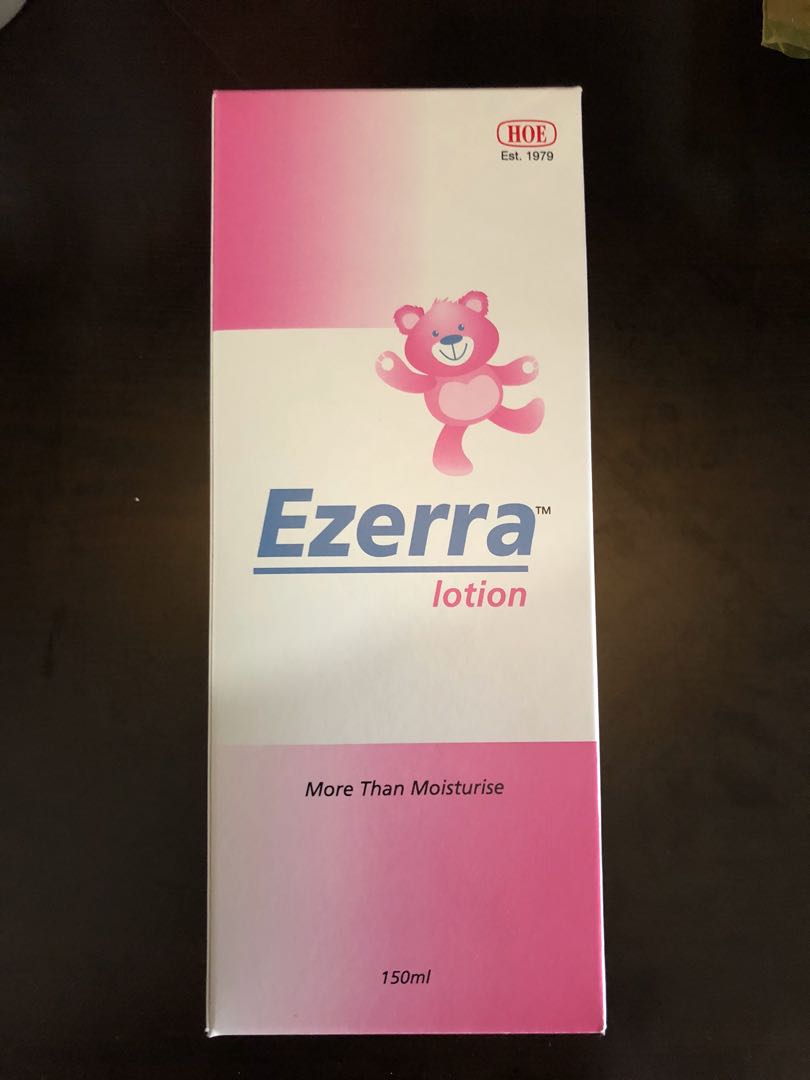 HOE
Est. 1979
Ezerra™
lotion
More Than Moisturise
150ml